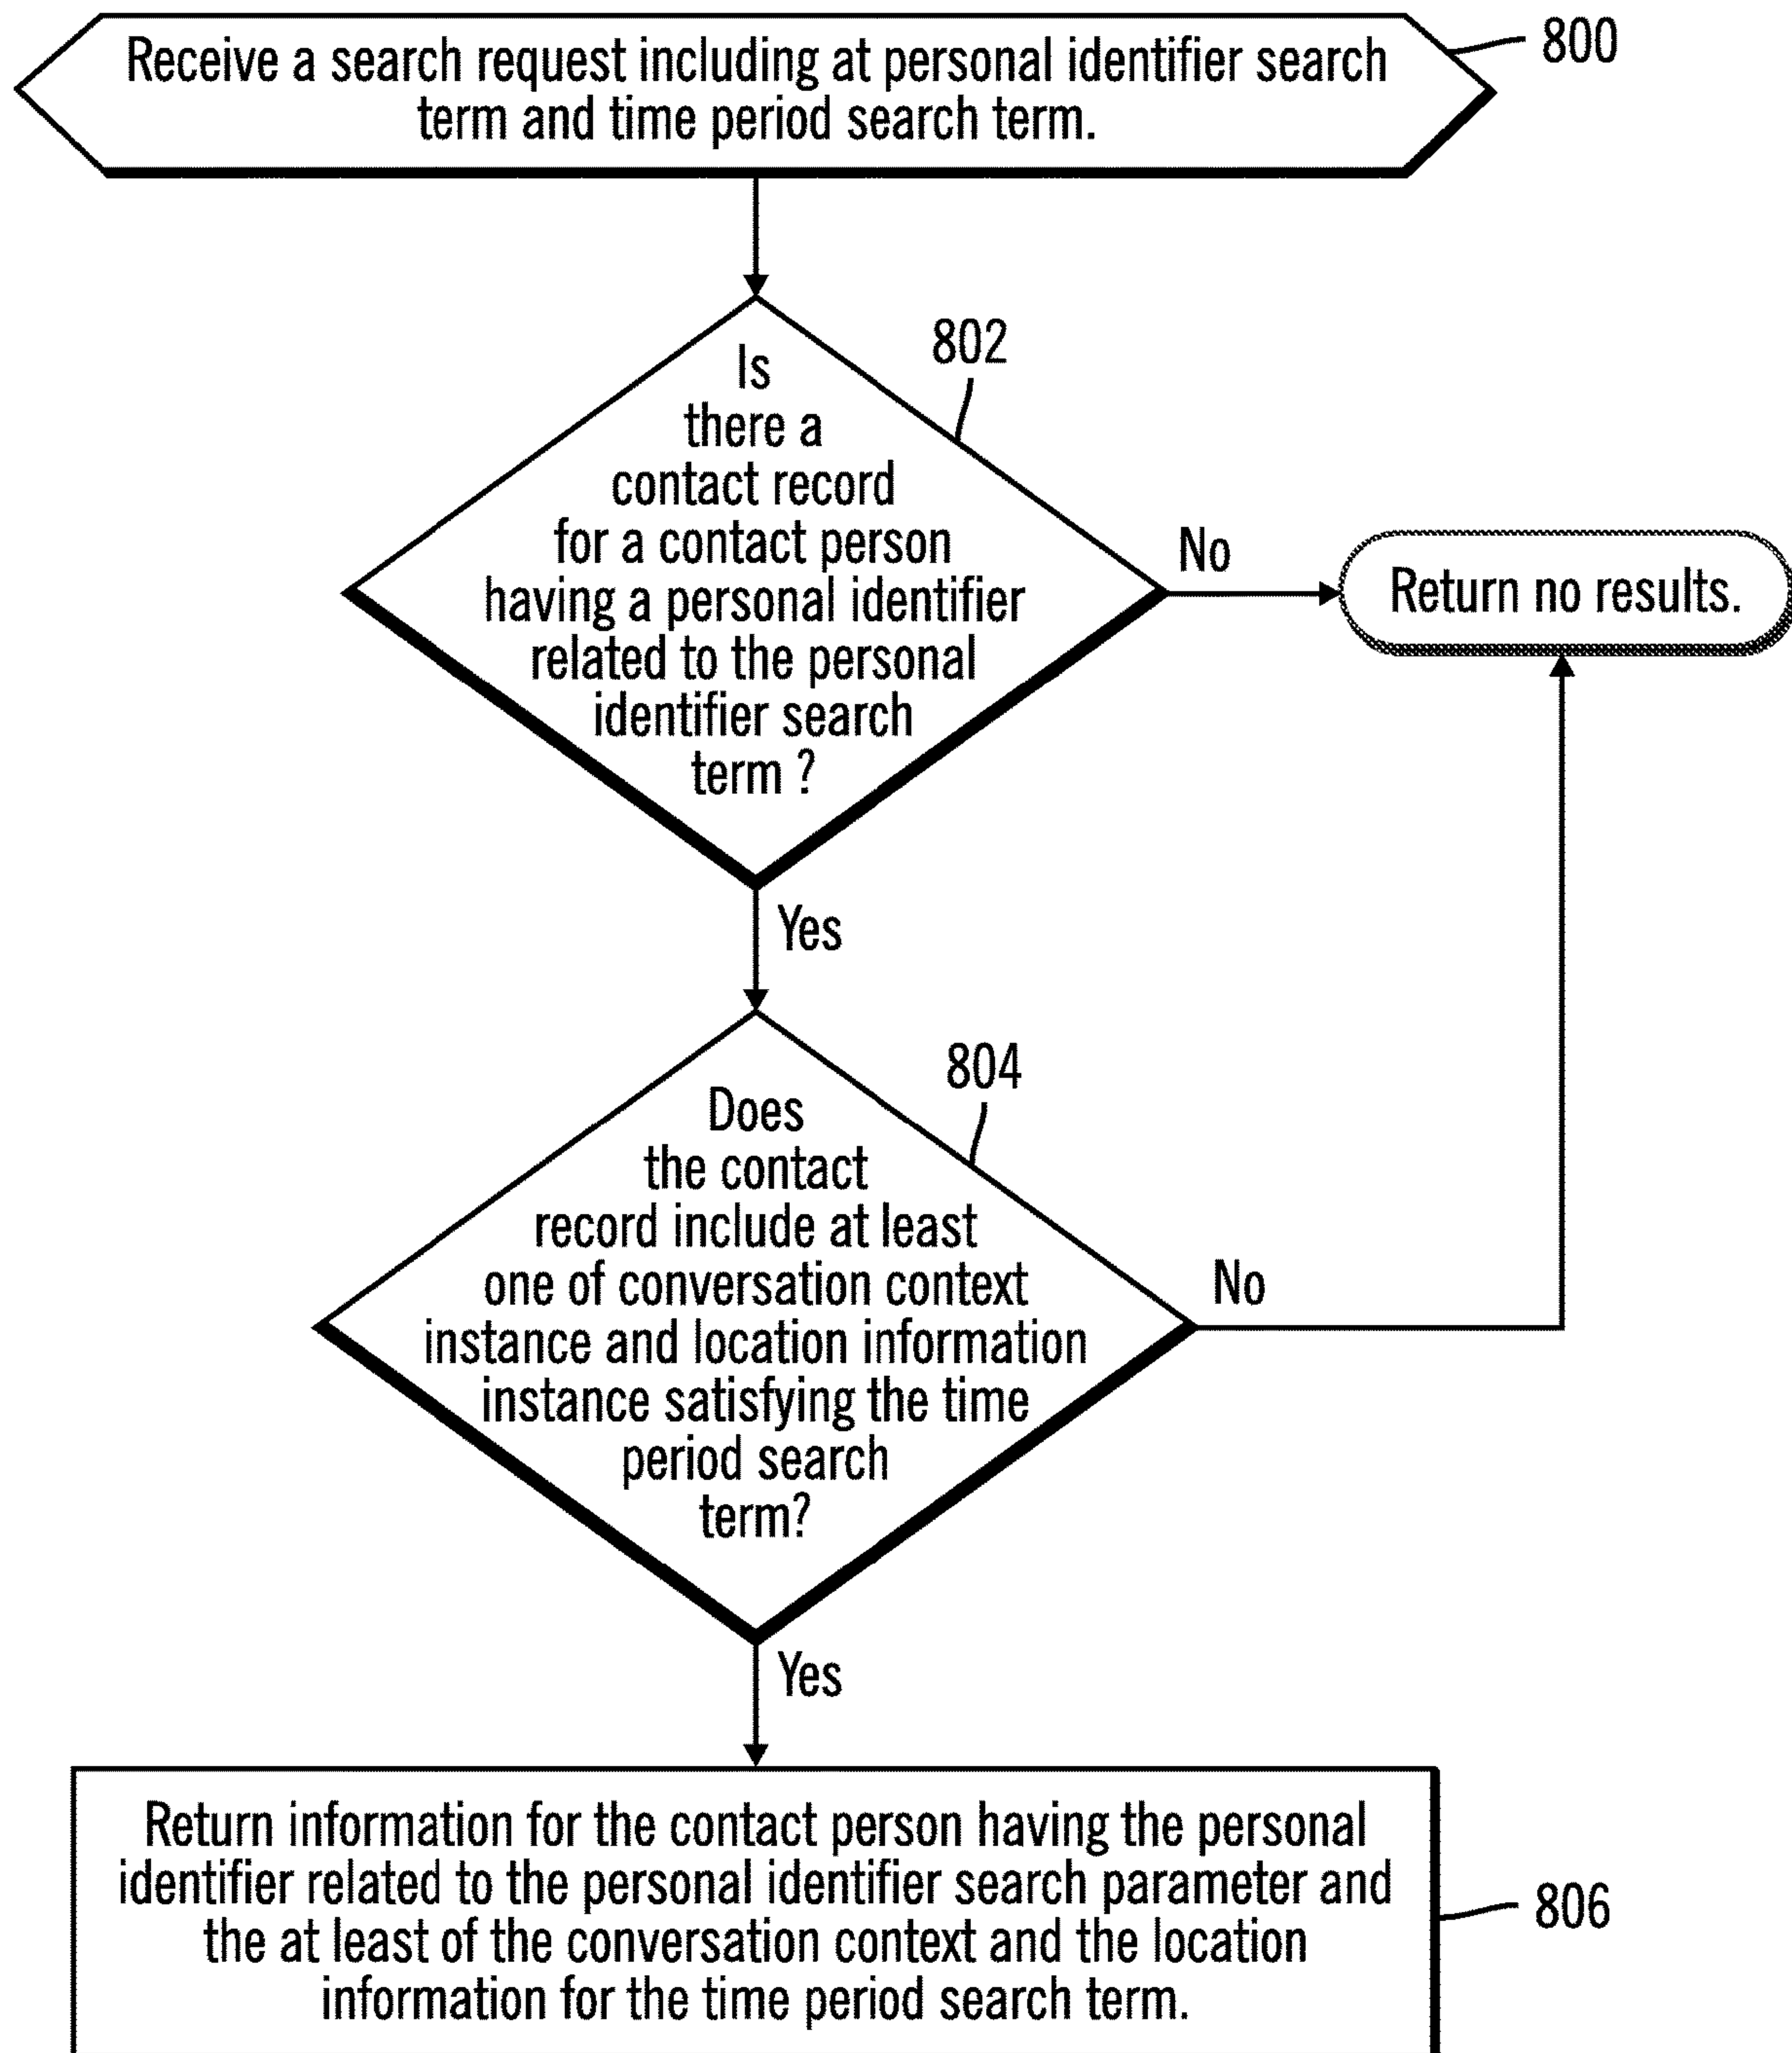 Receive a search request including at personal identifier search
term and time period search term.
800
Is
there a
contact record
for a contact person
having a personal identifier
related to the personal
identifier search
term ?
802
No
Return no results.
Yes
Does
the contact
record include at least
one of conversation context
instance and location information
instance satisfying the time
period search
term?
804
No
Yes
Return information for the contact person having the personal
identifier related to the personal identifier search parameter and
the at least of the conversation context and the location
information for the time period search term.
806